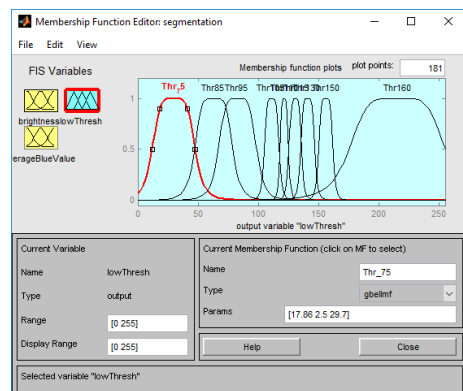 Membership Function Editor: segmentation
File Edit View
FIS Variables
Membership function plots plot points: 181
brightness lowThresh
verageBlueValue
Thr_75 Thr85 Thr95 Thr150 Thr160
1
0.5
0
0 50 100 150 200 250
output variable "lowThresh"
Current Variable
Name lowThresh
Type output
Range [0 255]
Display Range [0 255]
Current Membership Function (click on MF to select)
Name Thr_75
Type gbellmf
Params [17.86 2.5 29.7]
Help Close
Selected variable "lowThresh"